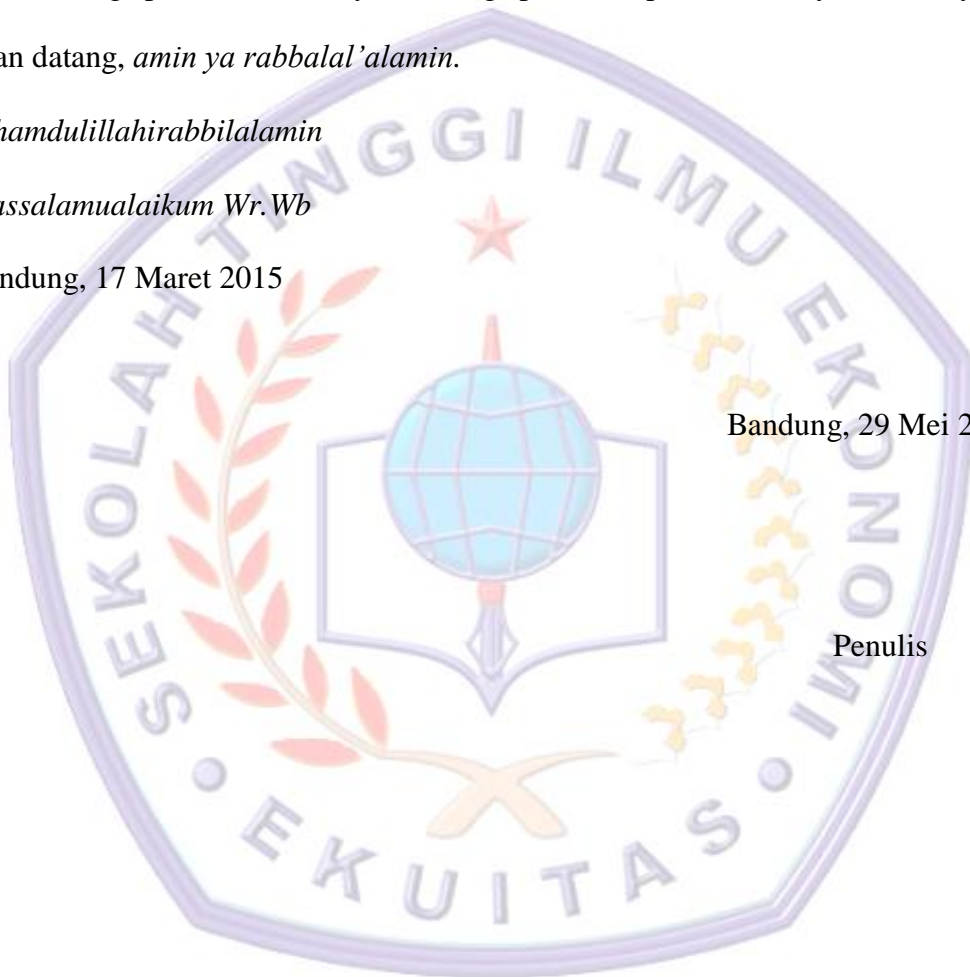 an datang, amin ya rabbalal’alamin.
hamdulillahirabbilalamin
assalamualaikum Wr.Wb
ndung, 17 Maret 2015
Bandung, 29 Mei 2
Penulis
SEKOLAH TINGGI ILMU EKONOMI
• EKUITAS •